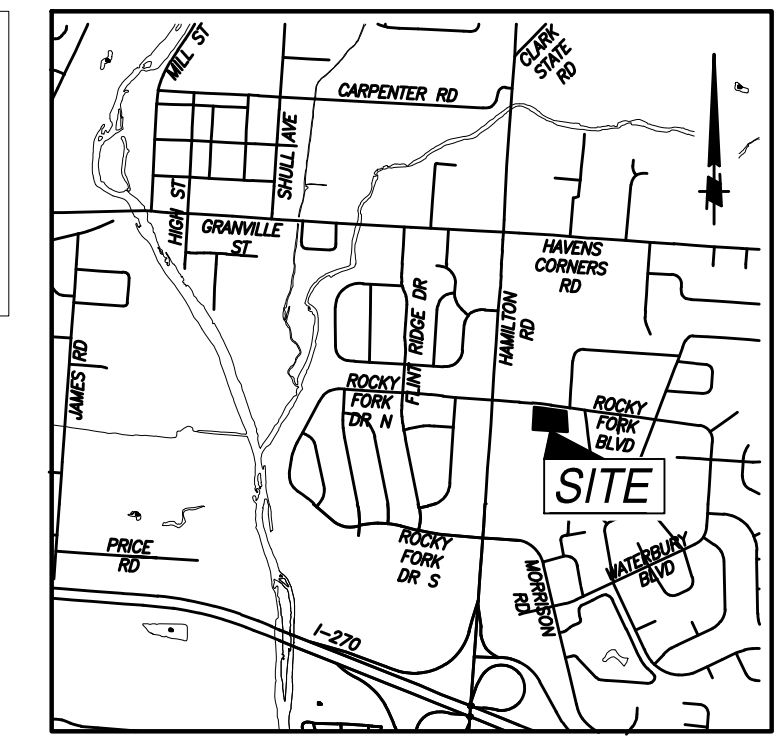 MILL ST
CLARK
STATE
RD
CARPENTER RD
SHULL AVE
HIGH ST
GRANVILLE
ST
HAVENS
CORNERS
RD
FLINT RIDGE DR
HAMILTON
RD
JAMES RD
ROCKY
FORK
DR N
ROCKY
FORK
BLVD
SITE
ROCKY
FORK
DR S
PRICE
RD
MORRISON
RD
WATERBURY
BLVD
I-270